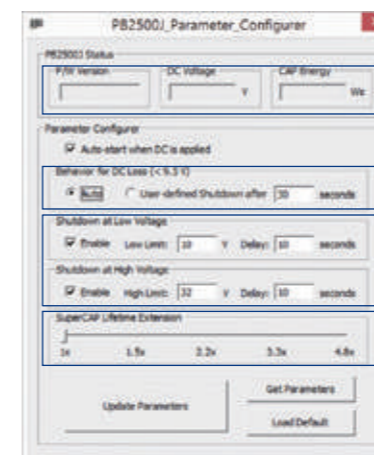 PB2500J_Parameter_Configurer
PB2500J Status
F/W Version DC Voltage CAP Energy
V Ws
Parameter Configurer
Auto-start when DC is applied
Behavior for DC Loss (< 9.3 V)
Auto User-defined Shutdown after 30 seconds
Shutdown at Low Voltage
Enable Low Limit: 10 V Delay: 10 seconds
Shutdown at High Voltage
Enable High Limit: 32 V Delay: 10 seconds
SuperCAP Lifetime Extension
1x 1.5x 2.2x 3.3x 4.8x
Update Parameters
Get Parameters
Load Default